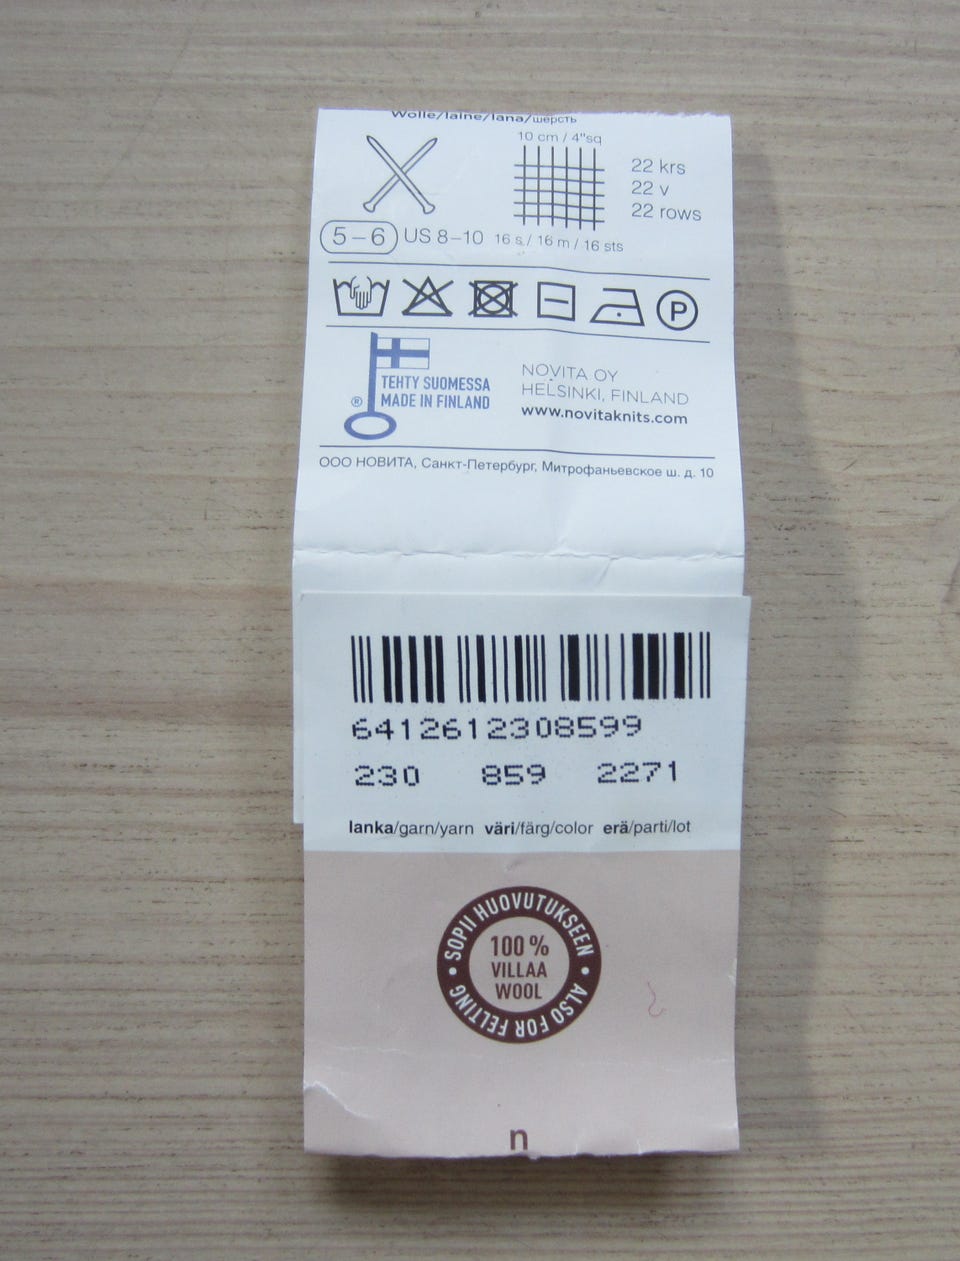 Wolle/laine/lana/шерсть
10 cm / 4"sq
22 krs
22 v
22 rows
5 – 6 US 8–10 16 s / 16 m / 16 sts
P
® TEHTY SUOMESSA
MADE IN FINLAND
NOVITA OY
HELSINKI, FINLAND
www.novitaknits.com
ООО НОВИТА, Санкт-Петербург, Митрофаньевское ш. д. 10
6412612308599
230 859 2271
lanka/garn/yarn väri/färg/color erä/parti/lot
• SOPII HUOVUTUKSEEN • ALSO FOR FELTING
100 %
VILLAA
WOOL
n